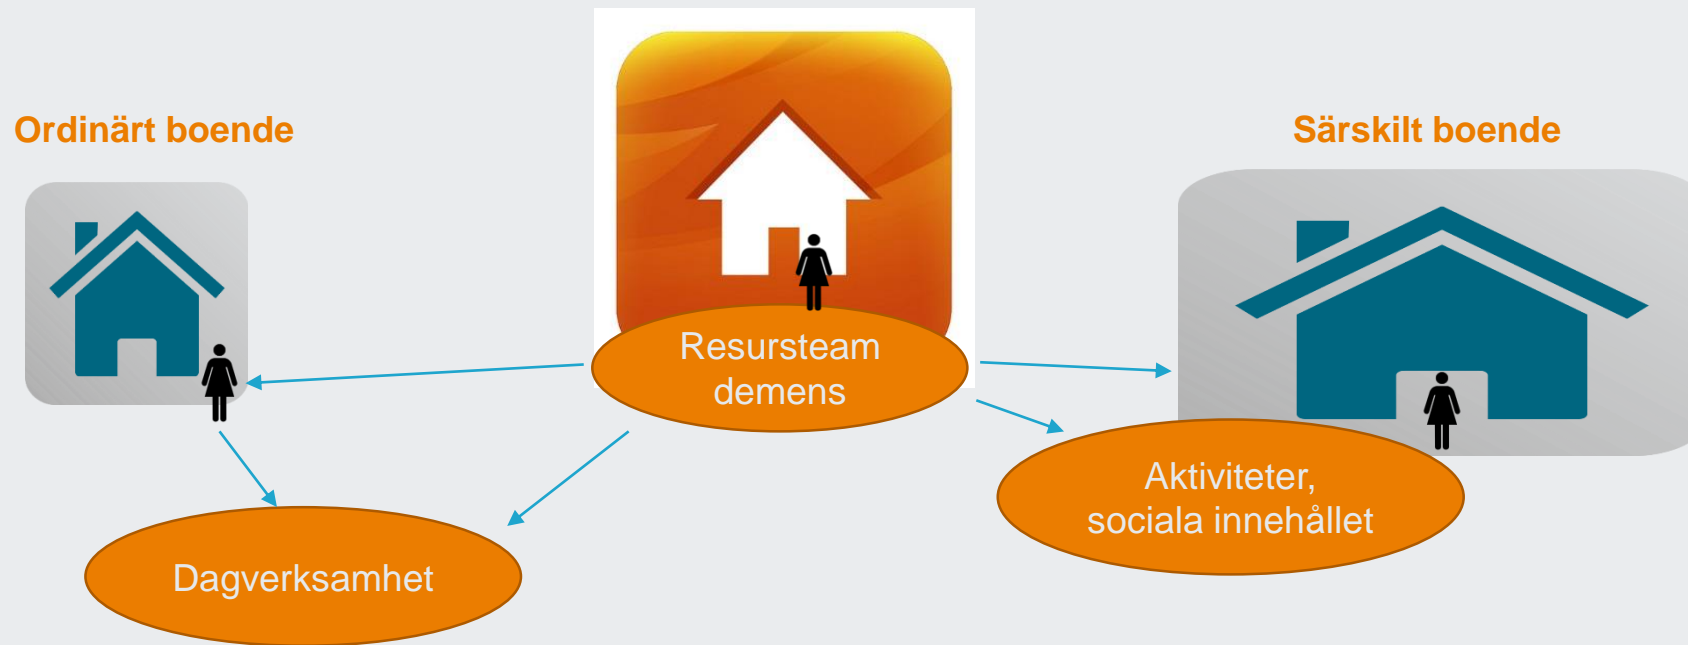 Ordinärt boende
Särskilt boende
Resursteam
demens
Aktiviteter,
sociala innehållet
Dagverksamhet